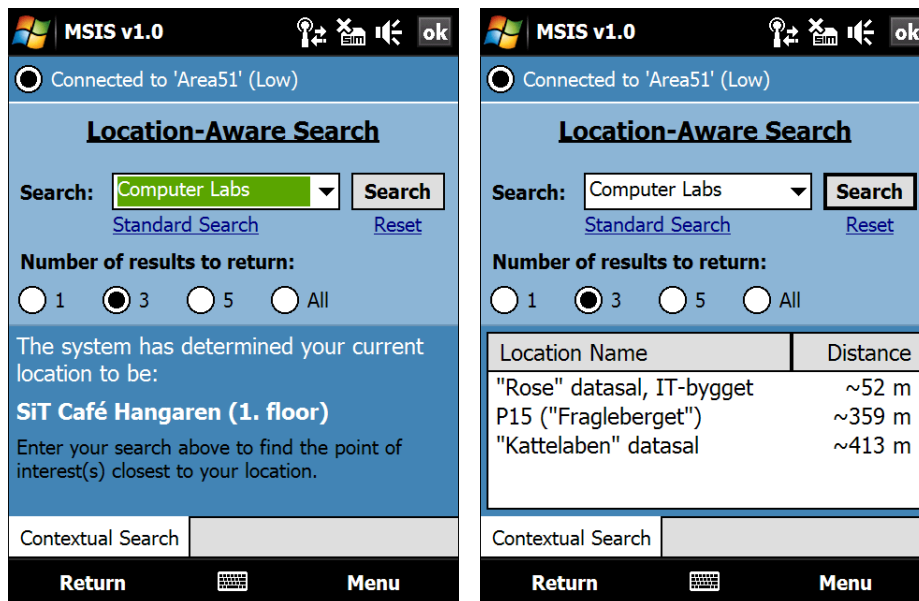 MSIS v1.0
Sim
ok
Connected to 'Area51' (Low)
Location-Aware Search
Search: Computer Labs Search
Standard Search Reset
Number of results to return:
1 3 5 All
The system has determined your current
location to be:
SiT Café Hangaren (1. floor)
Enter your search above to find the point of
interest(s) closest to your location.
Contextual Search
Return Menu
MSIS v1.0
Sim
ok
Connected to 'Area51' (Low)
Location-Aware Search
Search: Computer Labs Search
Standard Search Reset
Number of results to return:
1 3 5 All
Location Name Distance
"Rose" datasal, IT-bygget ~52 m
P15 ("Fragleberget") ~359 m
"Kattelaben" datasal ~413 m
Contextual Search
Return Menu